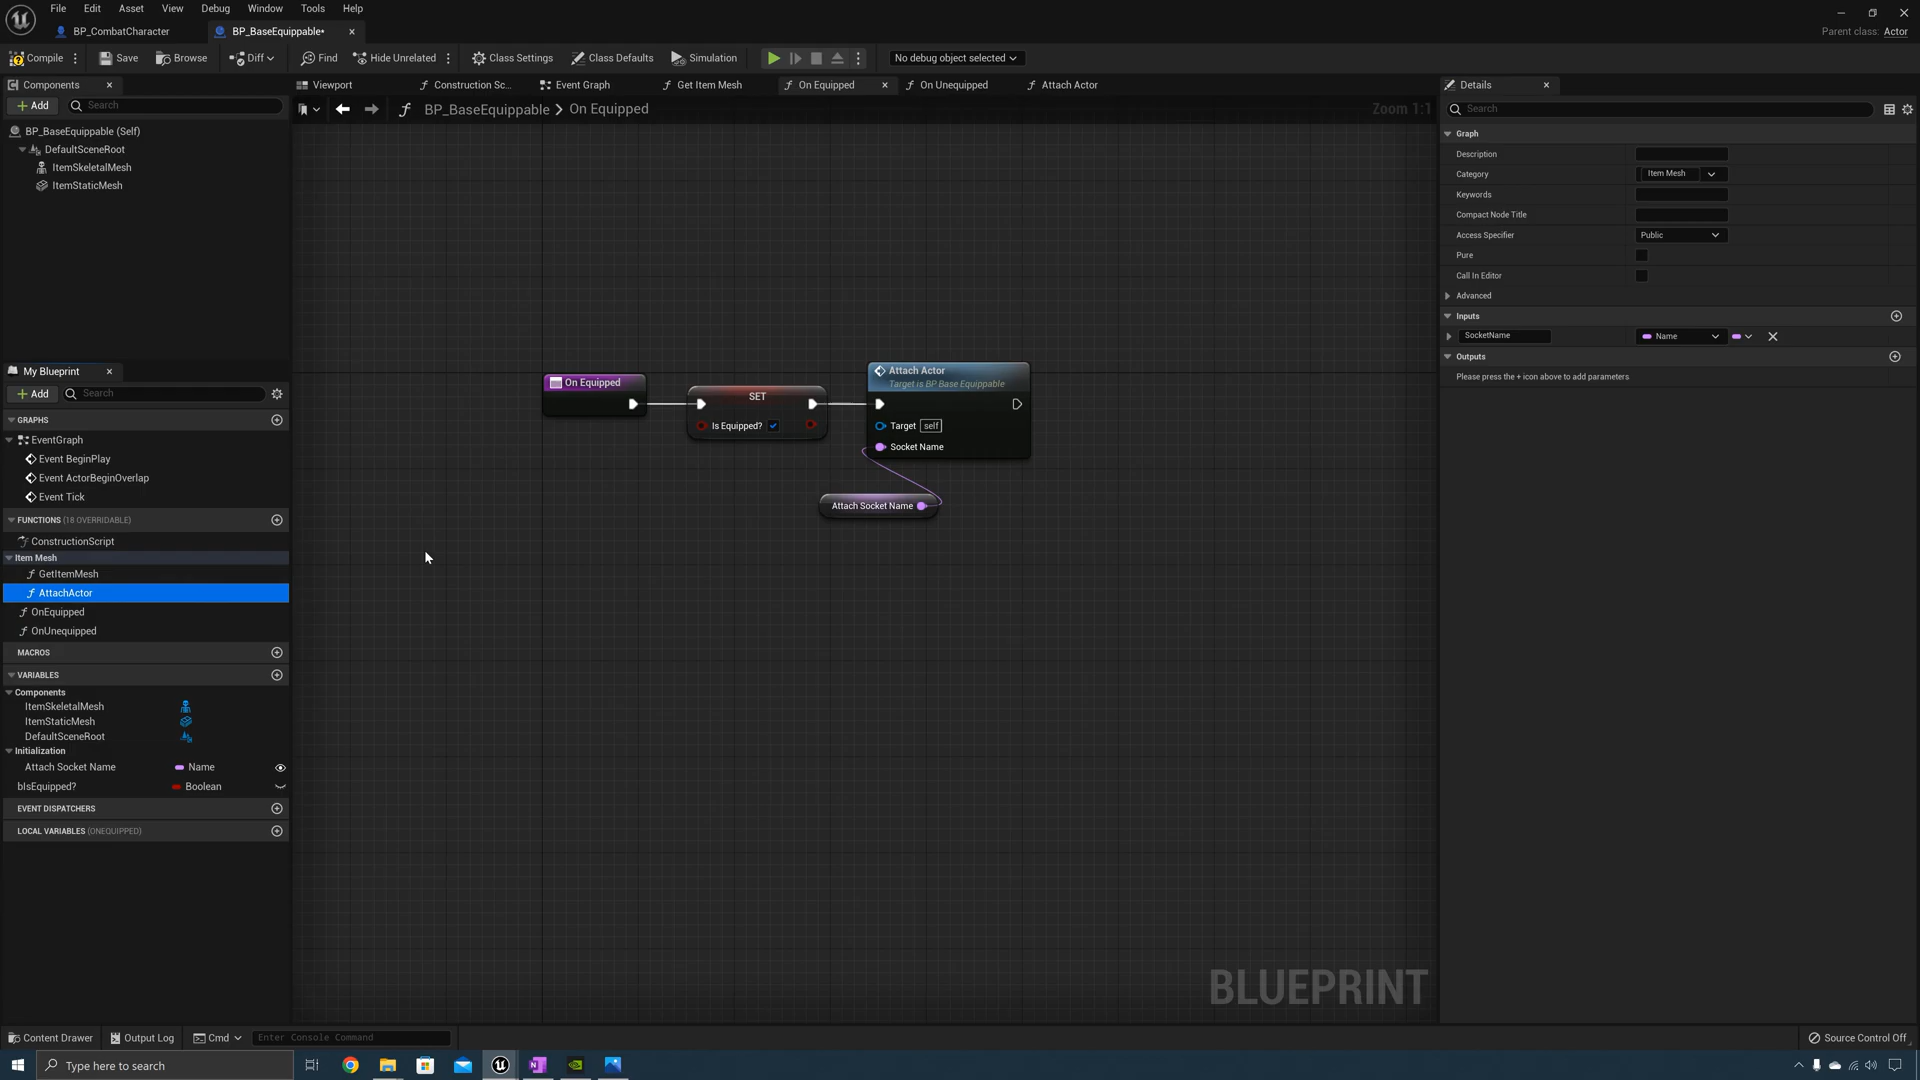 File Edit Asset View Debug Window Tools Help
BP_CombatCharacter
BP_BaseEquippable*
Parent class: Actor
Compile
Save
Browse
Diff
Find
Hide Unrelated
Class Settings
Class Defaults
Simulation
No debug object selected
Components
Viewport
Construction Sc...
Event Graph
Get Item Mesh
On Equipped
On Unequipped
Attach Actor
Details
+ Add
Search
BP_BaseEquippable > On Equipped
Zoom 1:1
Search
BP_BaseEquippable (Self)
DefaultSceneRoot
ItemSkeletalMesh
ItemStaticMesh
Graph
Description
Category Item Mesh
Keywords
Compact Node Title
Access Specifier Public
Pure
Call In Editor
Advanced
Inputs
SocketName Name
Outputs
Please press the + icon above to add parameters
On Equipped
SET
Is Equipped?
Attach Actor
Target is BP Base Equippable
Target self
Socket Name
Attach Socket Name
My Blueprint
+ Add
Search
GRAPHS
EventGraph
Event BeginPlay
Event ActorBeginOverlap
Event Tick
FUNCTIONS (18 OVERRIDABLE)
ConstructionScript
Item Mesh
GetItemMesh
AttachActor
OnEquipped
OnUnequipped
MACROS
VARIABLES
Components
ItemSkeletalMesh
ItemStaticMesh
DefaultSceneRoot
Initialization
Attach Socket Name Name
bIsEquipped? Boolean
EVENT DISPATCHERS
LOCAL VARIABLES (ONEQUIPPED)
BLUEPRINT
Content Drawer
Output Log
Cmd
Enter Console Command
Source Control Off
Type here to search